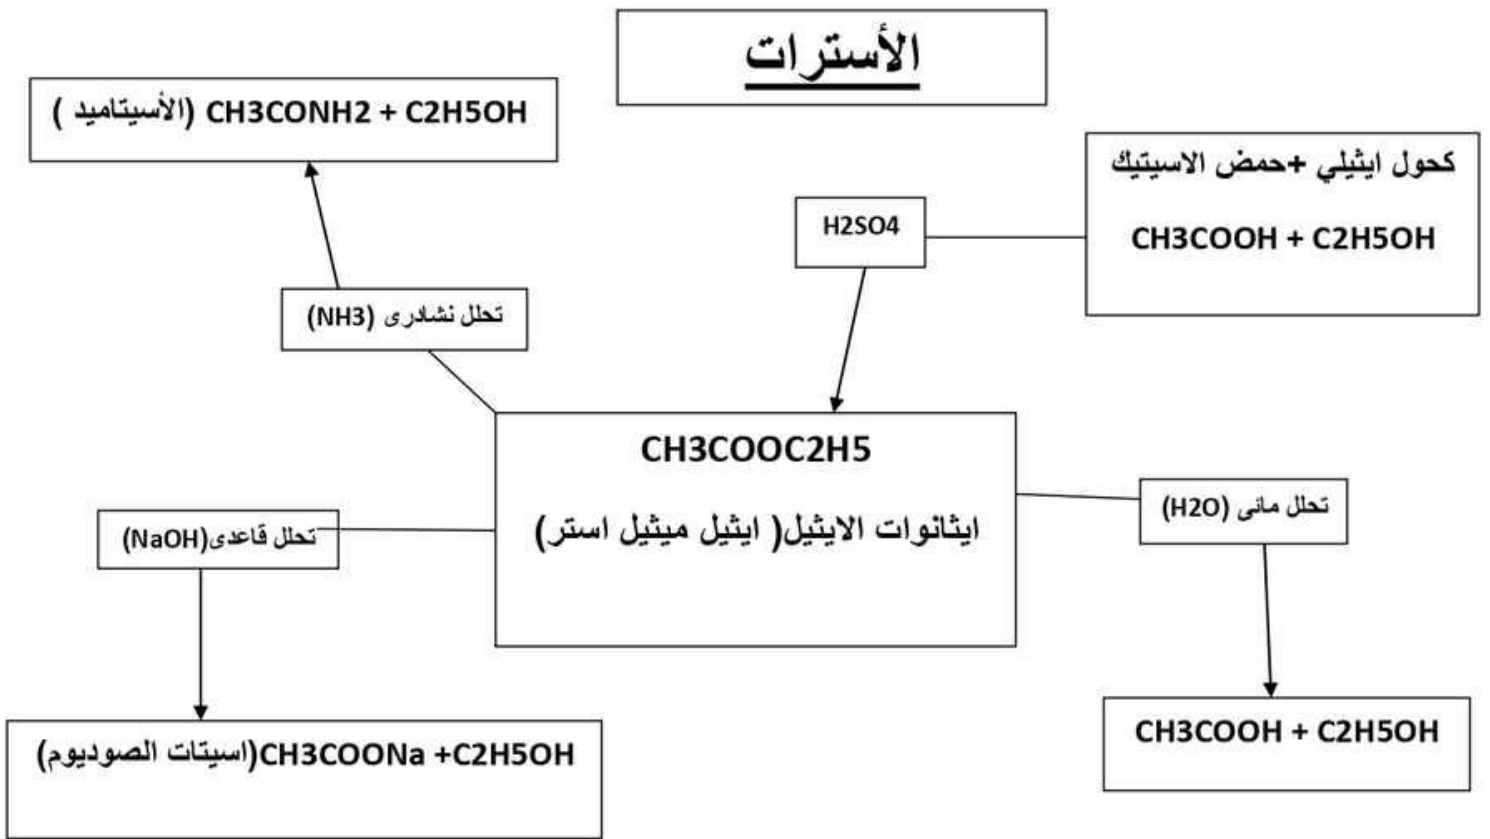 الأسترات
CH3CONH2 + C2H5OH (الأسيتاميد )
كحول ايثيلي +حمض الاسيتيك
CH3COOH + C2H5OH
H2SO4
تحلل نشادرى (NH3)
CH3COOC2H5
ايثانوات الايثيل( ايثيل ميثيل استر)
تحلل مائى (H2O)
تحلل قاعدى(NaOH)
CH3COOH + C2H5OH
CH3COONa +C2H5OH(اسيتات الصوديوم)